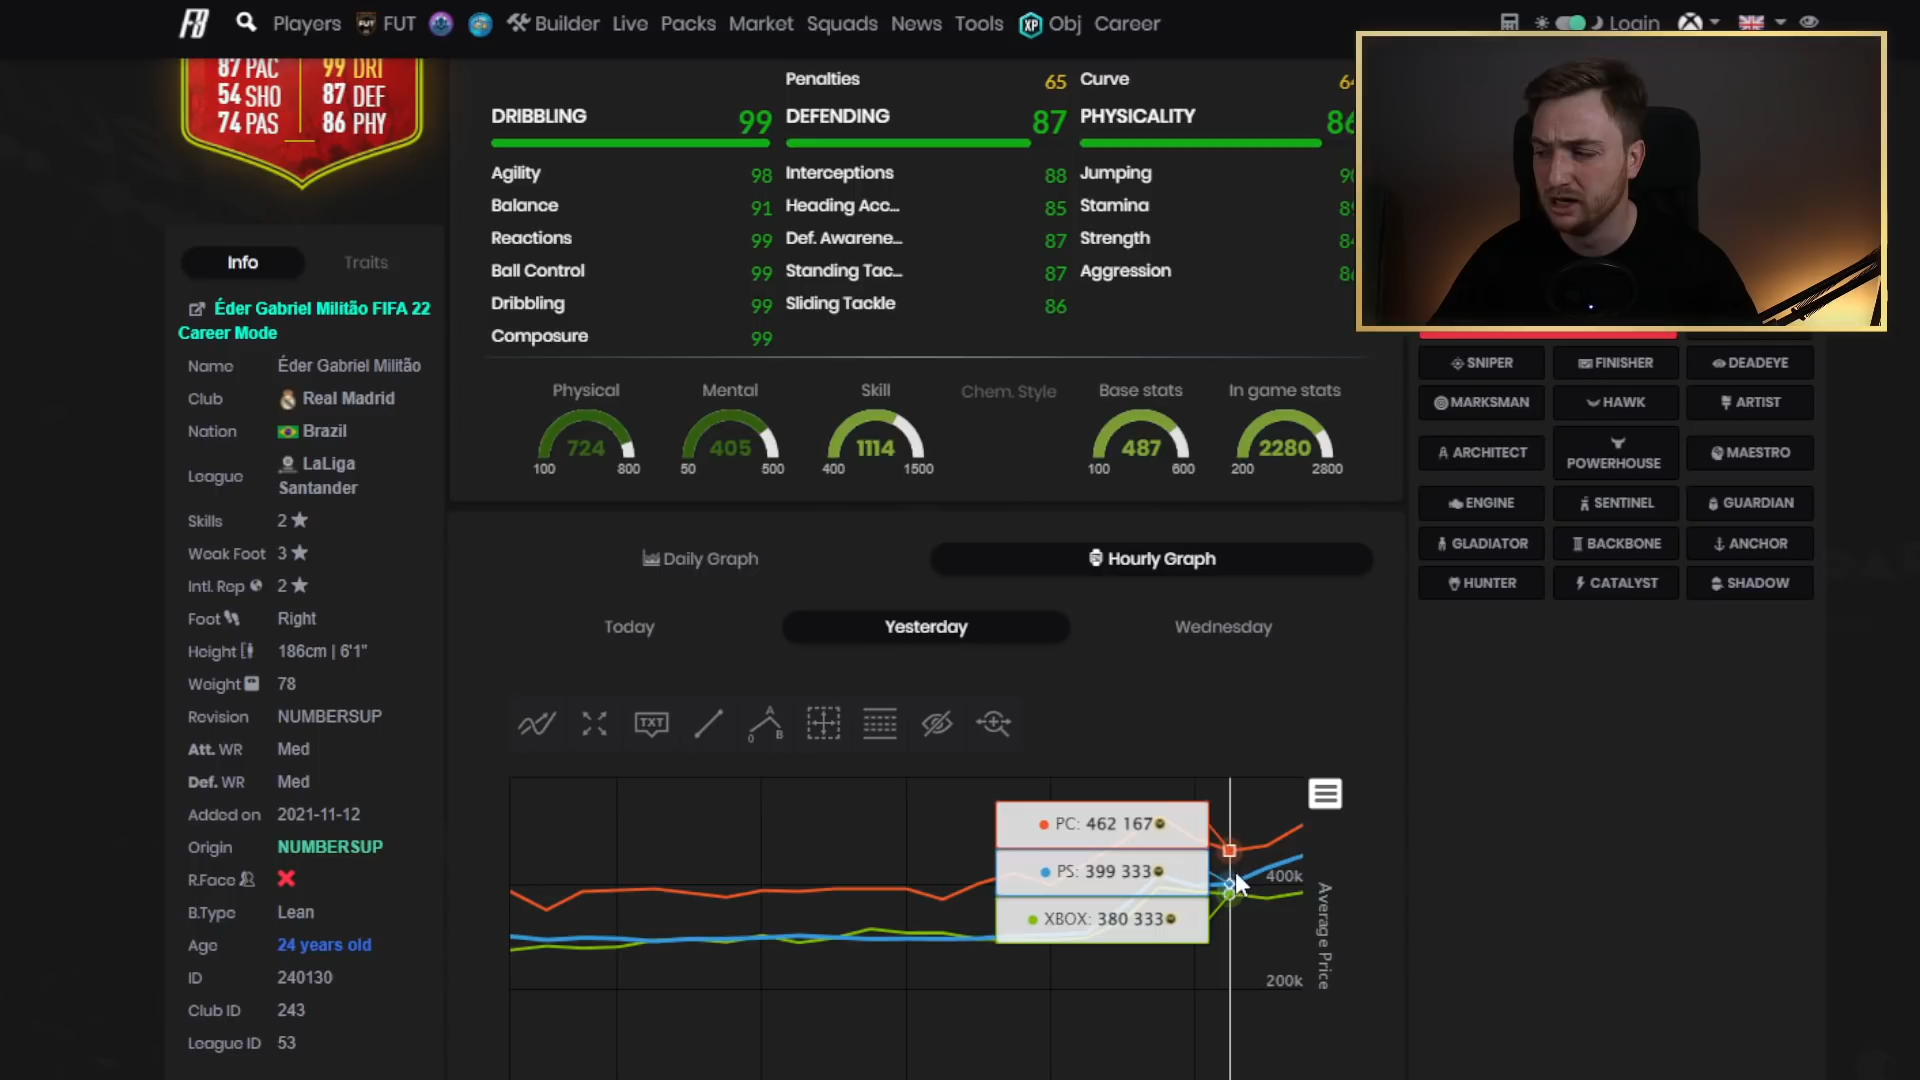 Players FUT Builder Live Packs Market Squads News Tools XP Obj Career Login
87 PAC 99 DRI
54 SHO 87 DEF
74 PAS 86 PHY
Penalties 65 Curve
DRIBBLING 99 DEFENDING 87 PHYSICALITY 86
Agility 98 Interceptions 88 Jumping
Balance 91 Heading Acc... 85 Stamina
Reactions 99 Def. Awarene... 87 Strength
Ball Control 99 Standing Tac... 87 Aggression
Dribbling 99 Sliding Tackle 86
Composure 99
Physical Mental Skill Chem. Style Base stats In game stats
724 405 1114 487 2280
100 800 50 500 400 1500 100 600 200 2800
Info Traits
Éder Gabriel Militão FIFA 22
Career Mode
Name Éder Gabriel Militão
Club Real Madrid
Nation Brazil
League LaLiga
Santander
Skills 2
Weak Foot 3
Intl. Rep 2
Foot Right
Height 186cm | 6'1"
Weight 78
Revision NUMBERSUP
Att. WR Med
Def. WR Med
Added on 2021-11-12
Origin NUMBERSUP
R.Face
B.Type Lean
Age 24 years old
ID 240130
Club ID 243
League ID 53
Daily Graph Hourly Graph
Today Yesterday Wednesday
TXT A
0 B
PC: 462 167
PS: 399 333
XBOX: 380 333
400k
200k
Average Price
SNIPER FINISHER DEADEYE
MARKSMAN HAWK ARTIST
ARCHITECT POWERHOUSE MAESTRO
ENGINE SENTINEL GUARDIAN
GLADIATOR BACKBONE ANCHOR
HUNTER CATALYST SHADOW